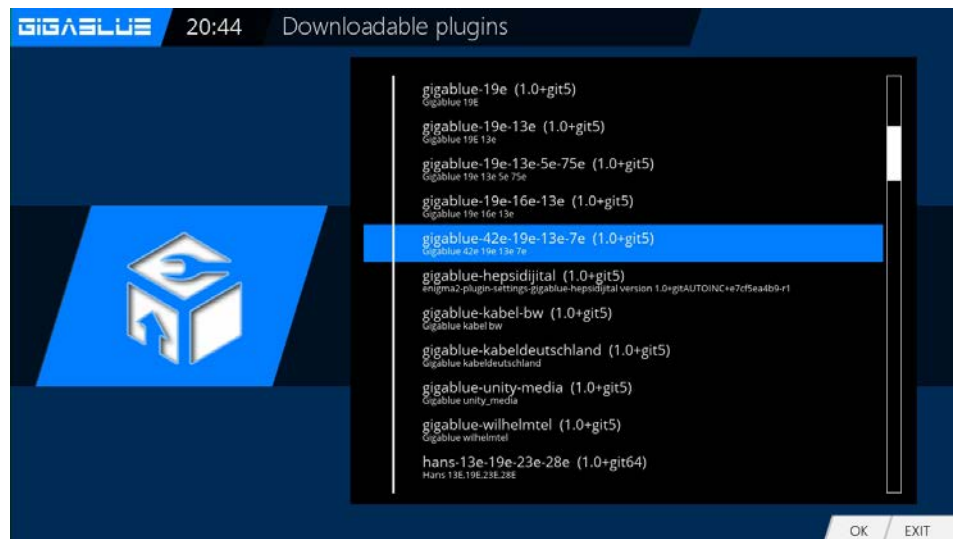 GIGABLUE 20:44 Downloadable plugins
gigablue-19e (1.0+git5)
Gigablue 19E
gigablue-19e-13e (1.0+git5)
Gigablue 19E 13e
gigablue-19e-13e-5e-75e (1.0+git5)
Gigablue 19e 13e 5e 75e
gigablue-19e-16e-13e (1.0+git5)
Gigablue 19e 16e 13e
gigablue-42e-19e-13e-7e (1.0+git5)
Gigablue 42e 19e 13e 7e
gigablue-hepsidijital (1.0+git5)
enigma2-plugin-settings-gigablue-hepsidijital version 1.0+gitAUTOINC+e7cf5ea4b9-r1
gigablue-kabel-bw (1.0+git5)
Gigablue kabel bw
gigablue-kabeldeutschland (1.0+git5)
Gigablue kabeldeutschland
gigablue-unity-media (1.0+git5)
Gigablue unity_media
gigablue-wilhelmtel (1.0+git5)
Gigablue wilhelmtel
hans-13e-19e-23e-28e (1.0+git64)
Hans 13E.19E.23E.28E
OK EXIT